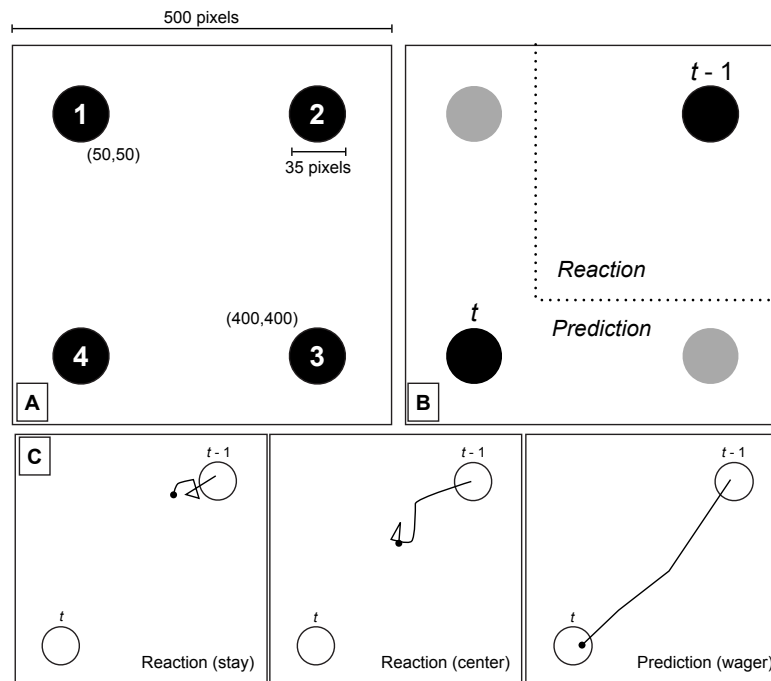 500 pixels
1
2
(50,50)
35 pixels
(400,400)
4
3
A
t - 1
Reaction
t
Prediction
B
C
t - 1
t
Reaction (stay)
t - 1
t
Reaction (center)
t - 1
t
Prediction (wager)